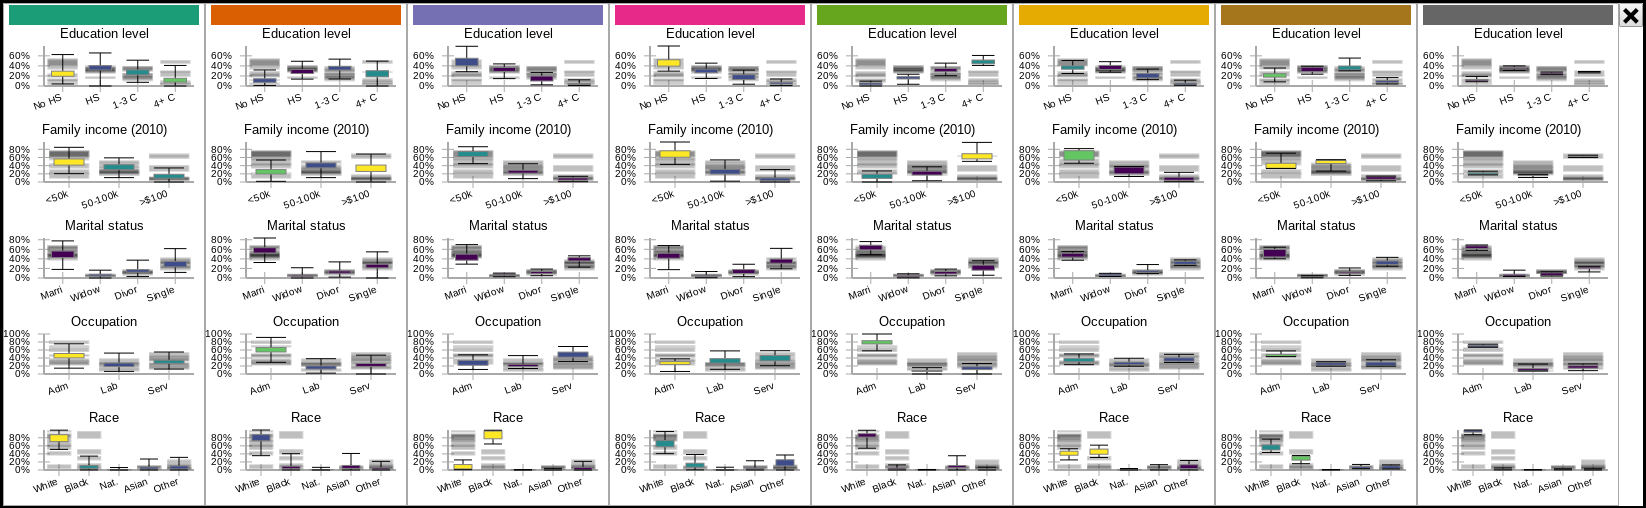 Education level Education level Education level Education level Education level Education level Education level Education level
60% 60% 60% 60% 60% 60% 60% 60%
40% 40% 40% 40% 40% 40% 40% 40%
20% 20% 20% 20% 20% 20% 20% 20%
0% 0% 0% 0% 0% 0% 0% 0%
No HS HS 1-3 C 4+ C No HS HS 1-3 C 4+ C No HS HS 1-3 C 4+ C No HS HS 1-3 C 4+ C No HS HS 1-3 C 4+ C No HS HS 1-3 C 4+ C No HS HS 1-3 C 4+ C No HS HS 1-3 C 4+ C
Family income (2010) Family income (2010) Family income (2010) Family income (2010) Family income (2010) Family income (2010) Family income (2010) Family income (2010)
80% 80% 80% 80% 80% 80% 80% 80%
60% 60% 60% 60% 60% 60% 60% 60%
40% 40% 40% 40% 40% 40% 40% 40%
20% 20% 20% 20% 20% 20% 20% 20%
0% 0% 0% 0% 0% 0% 0% 0%
<50k 50-100k >$100 <50k 50-100k >$100 <50k 50-100k >$100 <50k 50-100k >$100 <50k 50-100k >$100 <50k 50-100k >$100 <50k 50-100k >$100 <50k 50-100k >$100
Marital status Marital status Marital status Marital status Marital status Marital status Marital status Marital status
80% 80% 80% 80% 80% 80% 80% 80%
60% 60% 60% 60% 60% 60% 60% 60%
40% 40% 40% 40% 40% 40% 40% 40%
20% 20% 20% 20% 20% 20% 20% 20%
0% 0% 0% 0% 0% 0% 0% 0%
Marri Widow Divor Single Marri Widow Divor Single Marri Widow Divor Single Marri Widow Divor Single Marri Widow Divor Single Marri Widow Divor Single Marri Widow Divor Single Marri Widow Divor Single
Occupation Occupation Occupation Occupation Occupation Occupation Occupation Occupation
100% 100% 100% 100% 100% 100% 100% 100%
80% 80% 80% 80% 80% 80% 80% 80%
60% 60% 60% 60% 60% 60% 60% 60%
40% 40% 40% 40% 40% 40% 40% 40%
20% 20% 20% 20% 20% 20% 20% 20%
0% 0% 0% 0% 0% 0% 0% 0%
Adm Lab Serv Adm Lab Serv Adm Lab Serv Adm Lab Serv Adm Lab Serv Adm Lab Serv Adm Lab Serv Adm Lab Serv
Race Race Race Race Race Race Race Race
80% 80% 80% 80% 80% 80% 80% 80%
60% 60% 60% 60% 60% 60% 60% 60%
40% 40% 40% 40% 40% 40% 40% 40%
20% 20% 20% 20% 20% 20% 20% 20%
0% 0% 0% 0% 0% 0% 0% 0%
White Black Nat. Asian Other White Black Nat. Asian Other White Black Nat. Asian Other White Black Nat. Asian Other White Black Nat. Asian Other White Black Nat. Asian Other White Black Nat. Asian Other White Black Nat. Asian Other